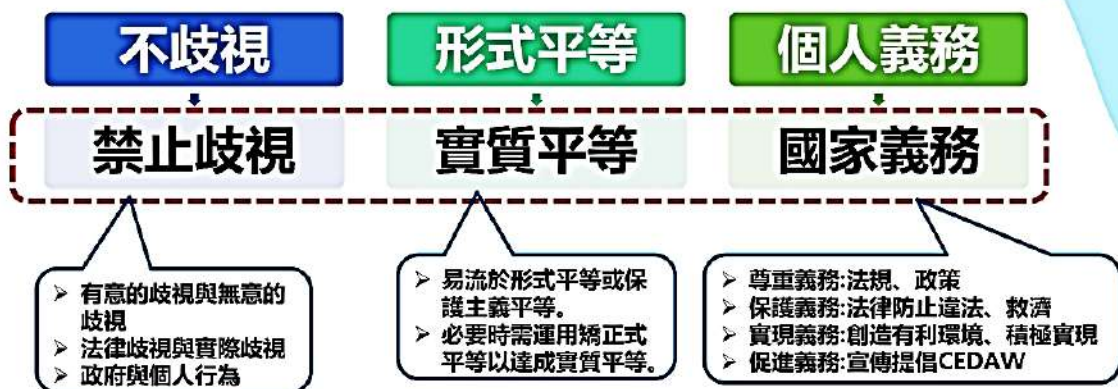 不歧視
形式平等
個人義務
禁止歧視
實質平等
國家義務
➢ 有意的歧視與無意的
歧視
➢ 法律歧視與實際歧視
➢ 政府與個人行為
➢ 易流於形式平等或保
護主義平等。
➢ 必要時需運用矯正式
平等以達成實質平等。
➢ 尊重義務:法規、政策
➢ 保護義務:法律防止違法、救濟
➢ 實現義務:創造有利環境、積極實現
➢ 促進義務:宣傳提倡CEDAW